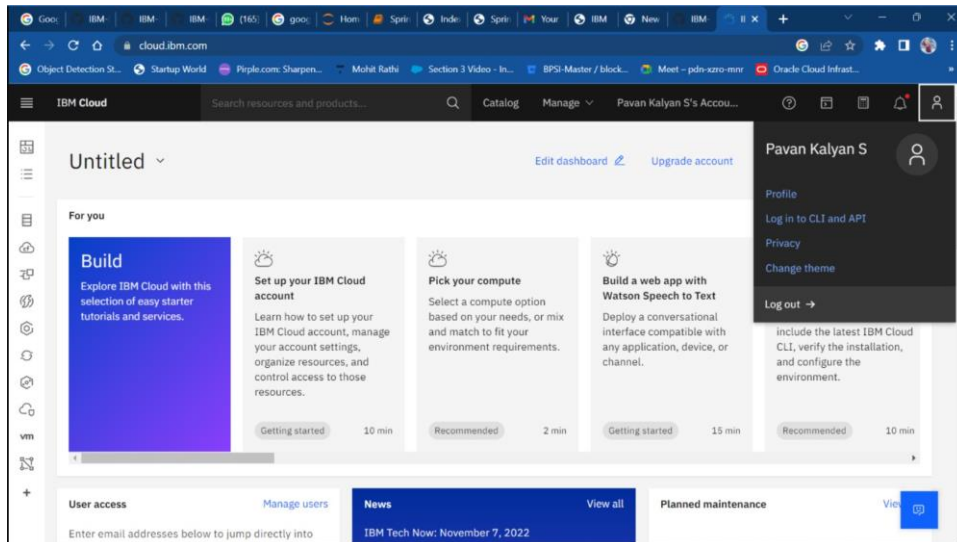 Goo
IBM-
IBM-
IBM-
(165)
goog
Hom
Sprin
Index
Sprin
Your
IBM
New
IBM-
cloud.ibm.com
Object Detection St...
Startup World
Pirple.com: Sharpen...
Mohit Rathi
Section 3 Video - In...
BPSI-Master / block...
Meet – pdn-xzro-mnr
Oracle Cloud Infrast...
IBM Cloud
Search resources and products...
Catalog
Manage
Pavan Kalyan S's Accou...
Untitled
Edit dashboard
Upgrade account
Pavan Kalyan S
Profile
Log in to CLI and API
Privacy
Change theme
Log out →
For you
Build
Explore IBM Cloud with this
selection of easy starter
tutorials and services.
Set up your IBM Cloud
account
Learn how to set up your
IBM Cloud account, manage
your account settings,
organize resources, and
control access to those
resources.
Getting started
10 min
Pick your compute
Select a compute option
based on your needs, or mix
and match to fit your
environment requirements.
Recommended
2 min
Build a web app with
Watson Speech to Text
Deploy a conversational
interface compatible with
any application, device, or
channel.
Getting started
15 min
include the latest IBM Cloud
CLI, verify the installation,
and configure the
environment.
Recommended
10 min
vm
User access
Manage users
Enter email addresses below to jump directly into
News
View all
IBM Tech Now: November 7, 2022
Planned maintenance